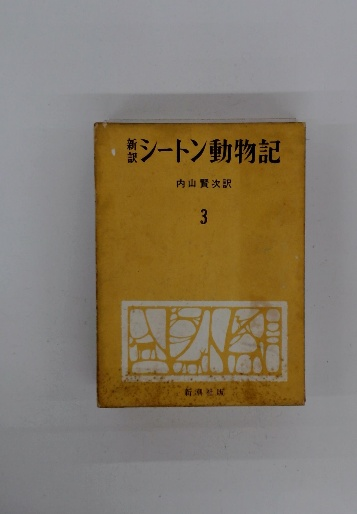 新訳 シートン動物記
内山賢次訳
3
新潮社版